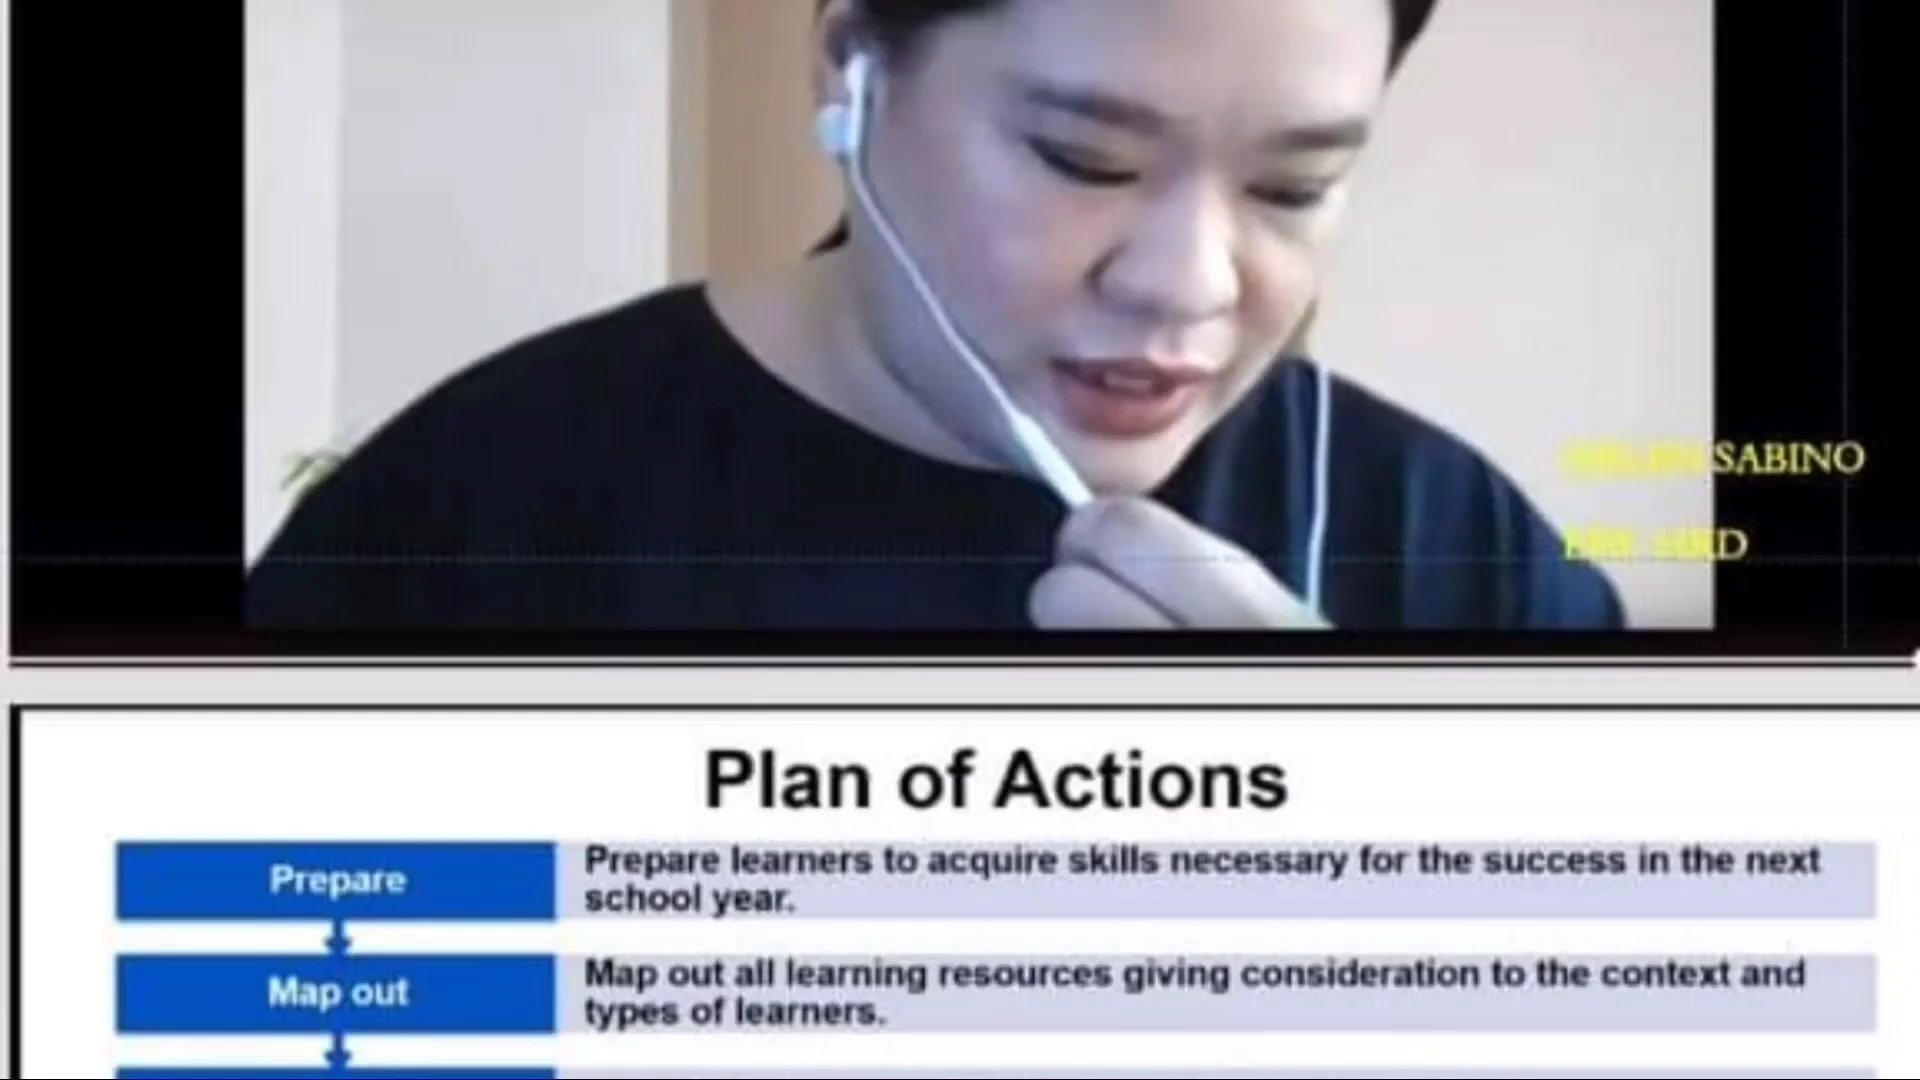 SABINO
Plan of Actions
Prepare
Prepare learners to acquire skills necessary for the success in the next
school year.
Map out
Map out all learning resources giving consideration to the context and
types of learners.